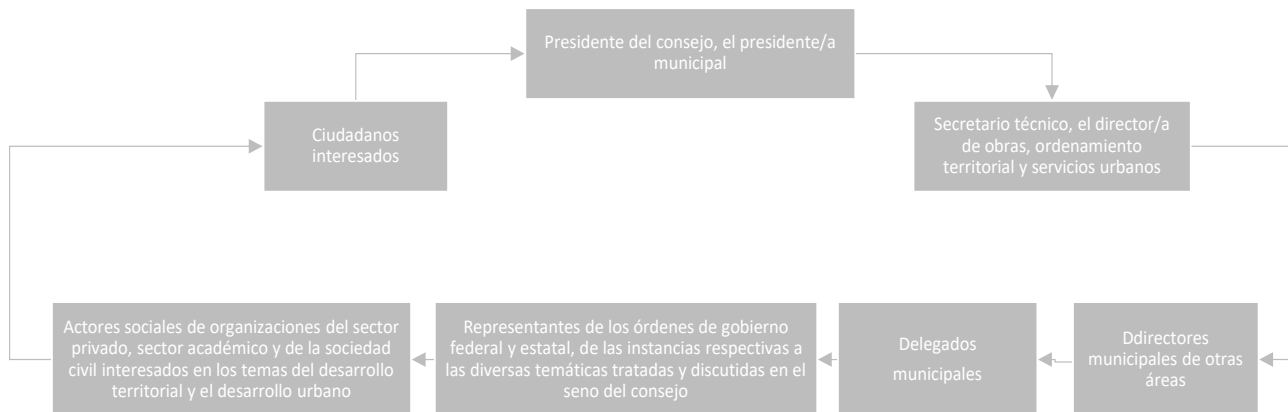 Presidente del consejo, el presidente/a
municipal
Ciudadanos
interesados
Secretario técnico, el director/a
de obras, ordenamiento
territorial y servicios urbanos
Actores sociales de organizaciones del sector
privado, sector académico y de la sociedad
civil interesados en los temas del desarrollo
territorial y el desarrollo urbano
Representantes de los órdenes de gobierno
federal y estatal, de las instancias respectivas a
las diversas temáticas tratadas y discutidas en el
seno del consejo
Delegados
municipales
Ddirectores
municipales de otras
áreas